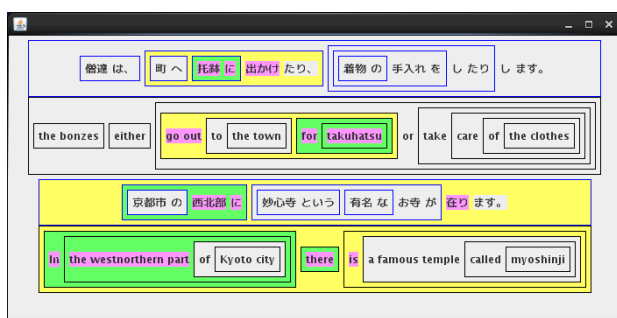 僧達 は、 町 へ 托鉢 に 出かけ たり、 着物 の 手入れ を し たり し ます。
the bonzes either go out to the town for takuhatsu or take care of the clothes
京都市 の 西北部 に 妙心寺 という 有名 な お寺 が 在り ます。
In the westnorthern part of Kyoto city there is a famous temple called myoshinji